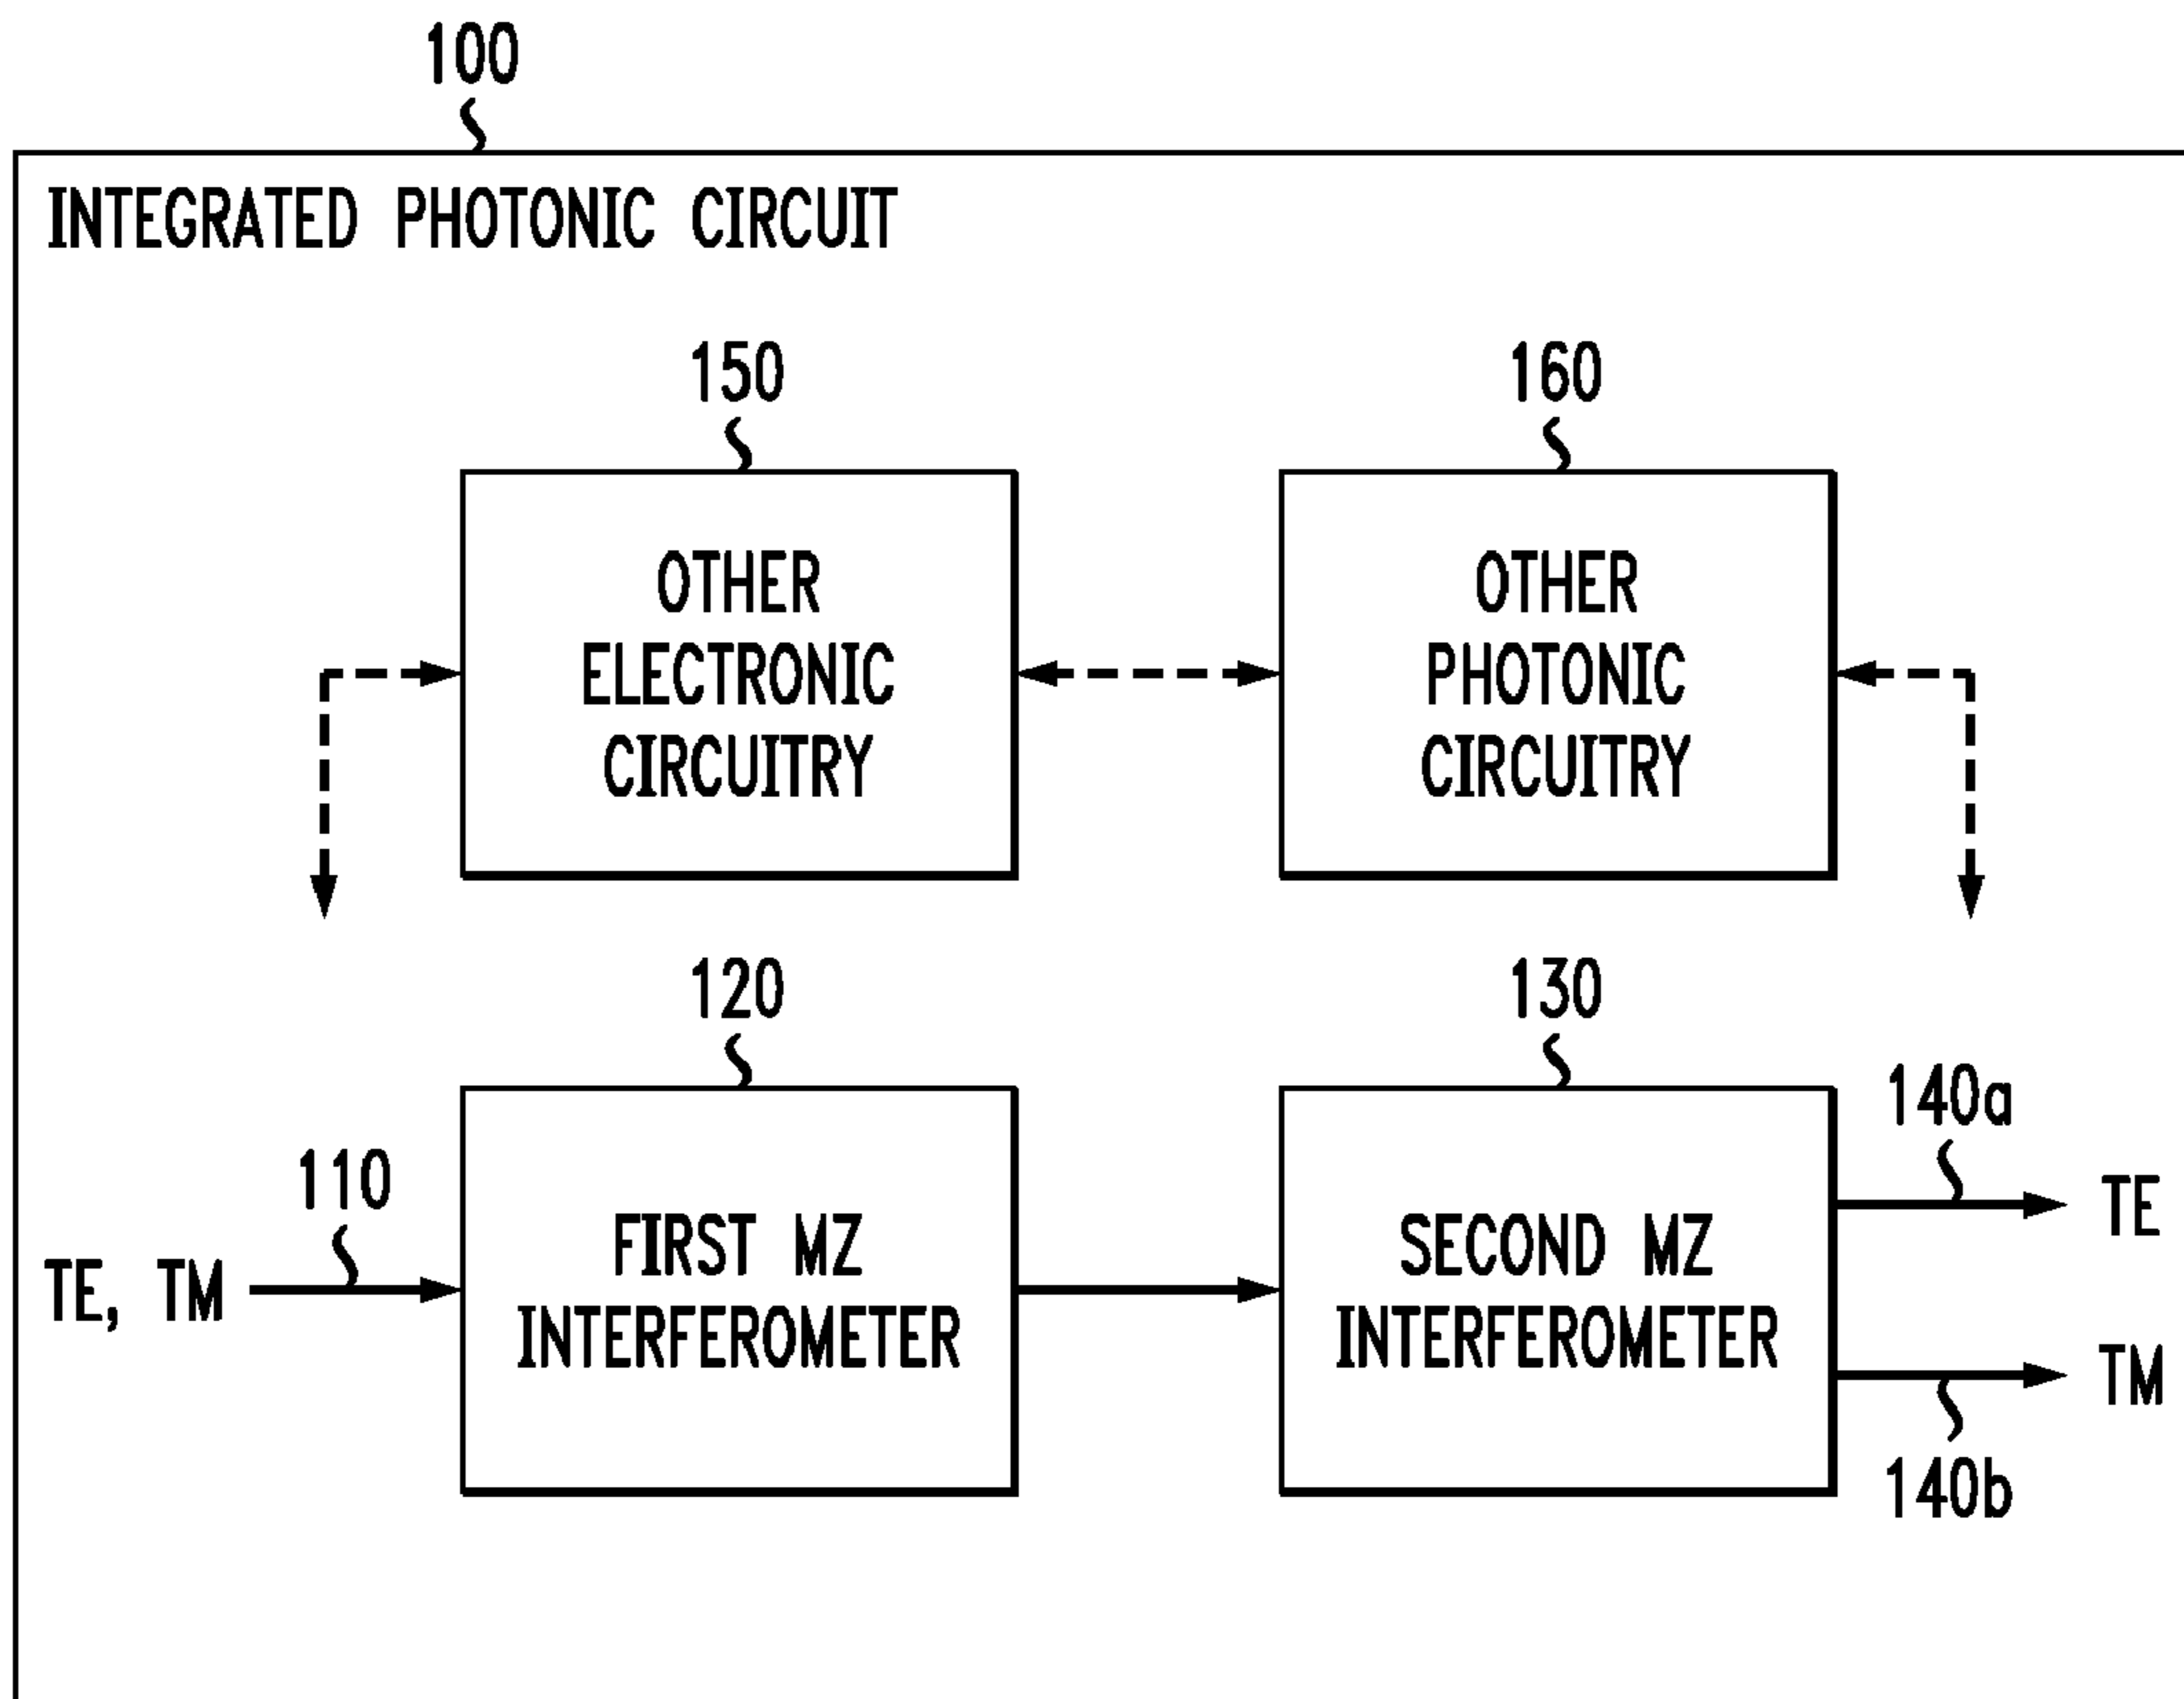 100
INTEGRATED PHOTONIC CIRCUIT
150
160
OTHER
ELECTRONIC
CIRCUITRY
OTHER
PHOTONIC
CIRCUITRY
120
130
110
140a
TE, TM
FIRST MZ
INTERFEROMETER
SECOND MZ
INTERFEROMETER
TE
TM
140b